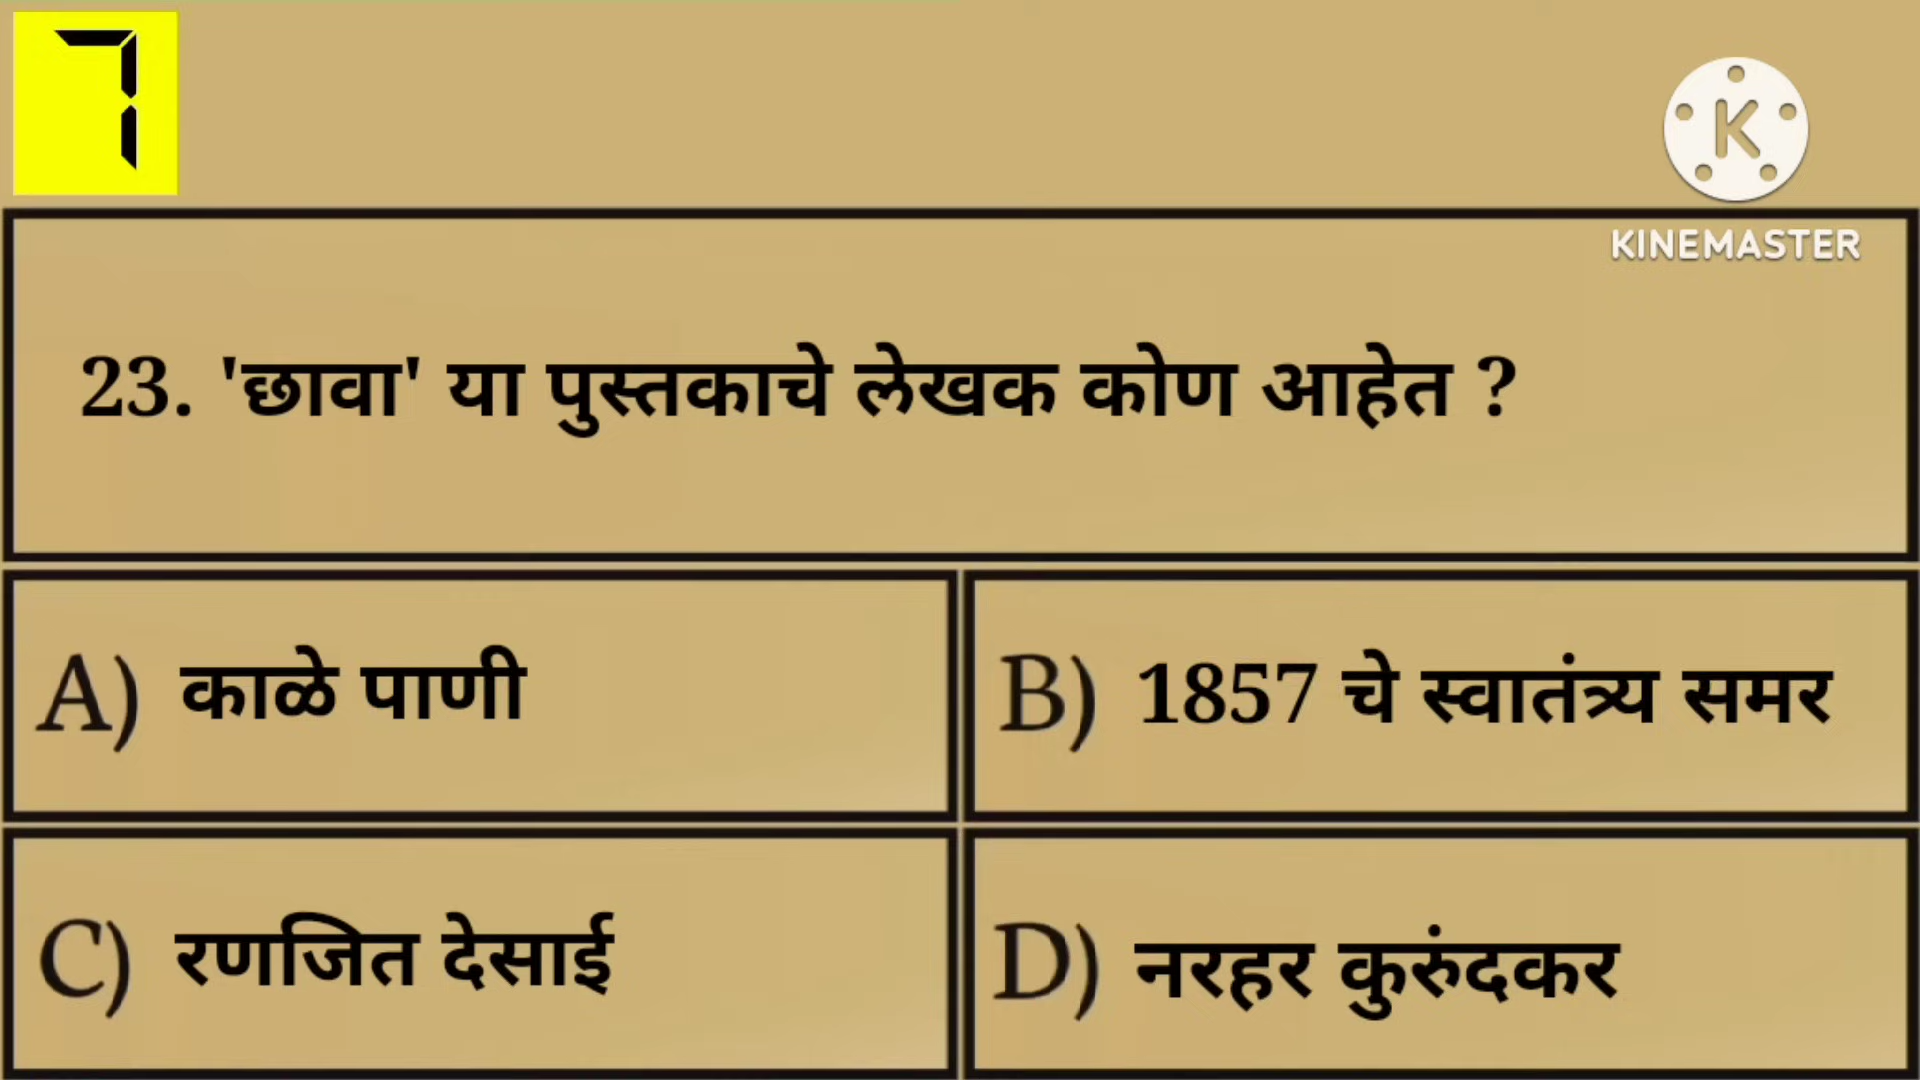 7
K
KINEMASTER
23. 'छावा' या पुस्तकाचे लेखक कोण आहेत ?
A) काळे पाणी
B) 1857 चे स्वातंत्र्य समर
C) रणजित देसाई
D) नरहर कुरुंदकर